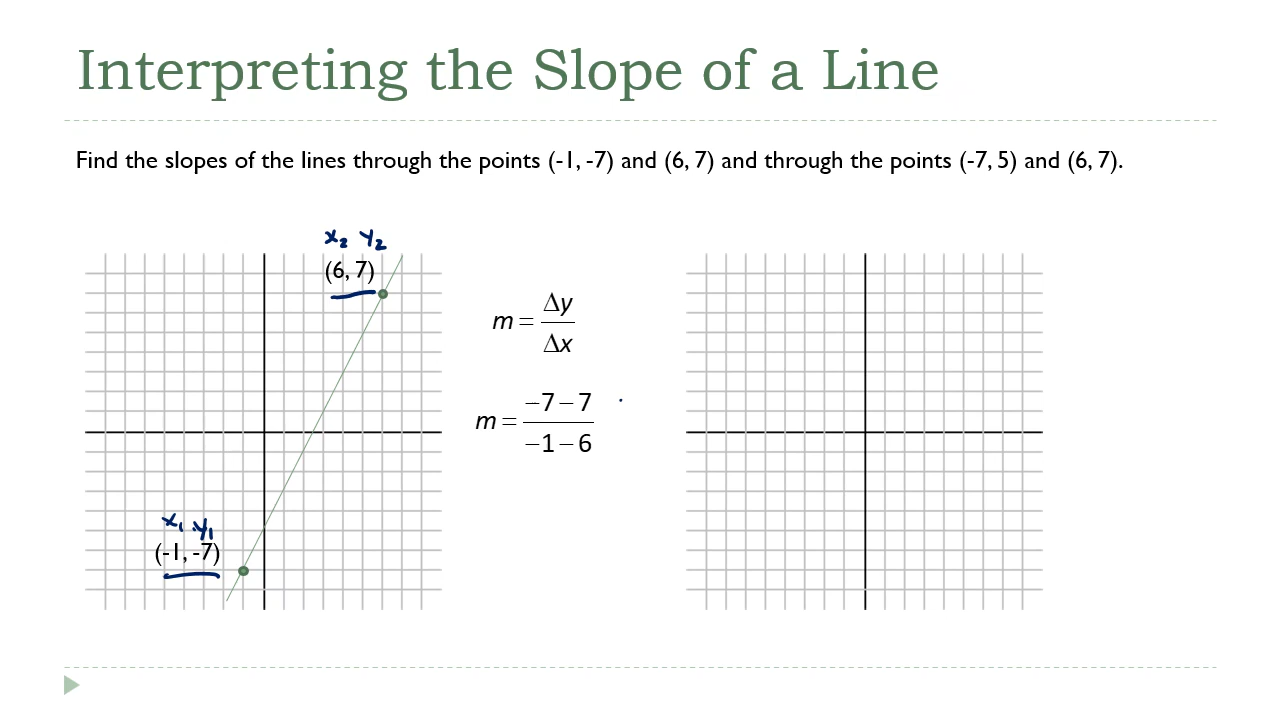 Interpreting the Slope of a Line
Find the slopes of the lines through the points (-1, -7) and (6, 7) and through the points (-7, 5) and (6, 7).
x₂ y₂
(6, 7)
m = Δy / Δx
m = −7 − 7 / −1 − 6
x₁ y₁
(-1, -7)